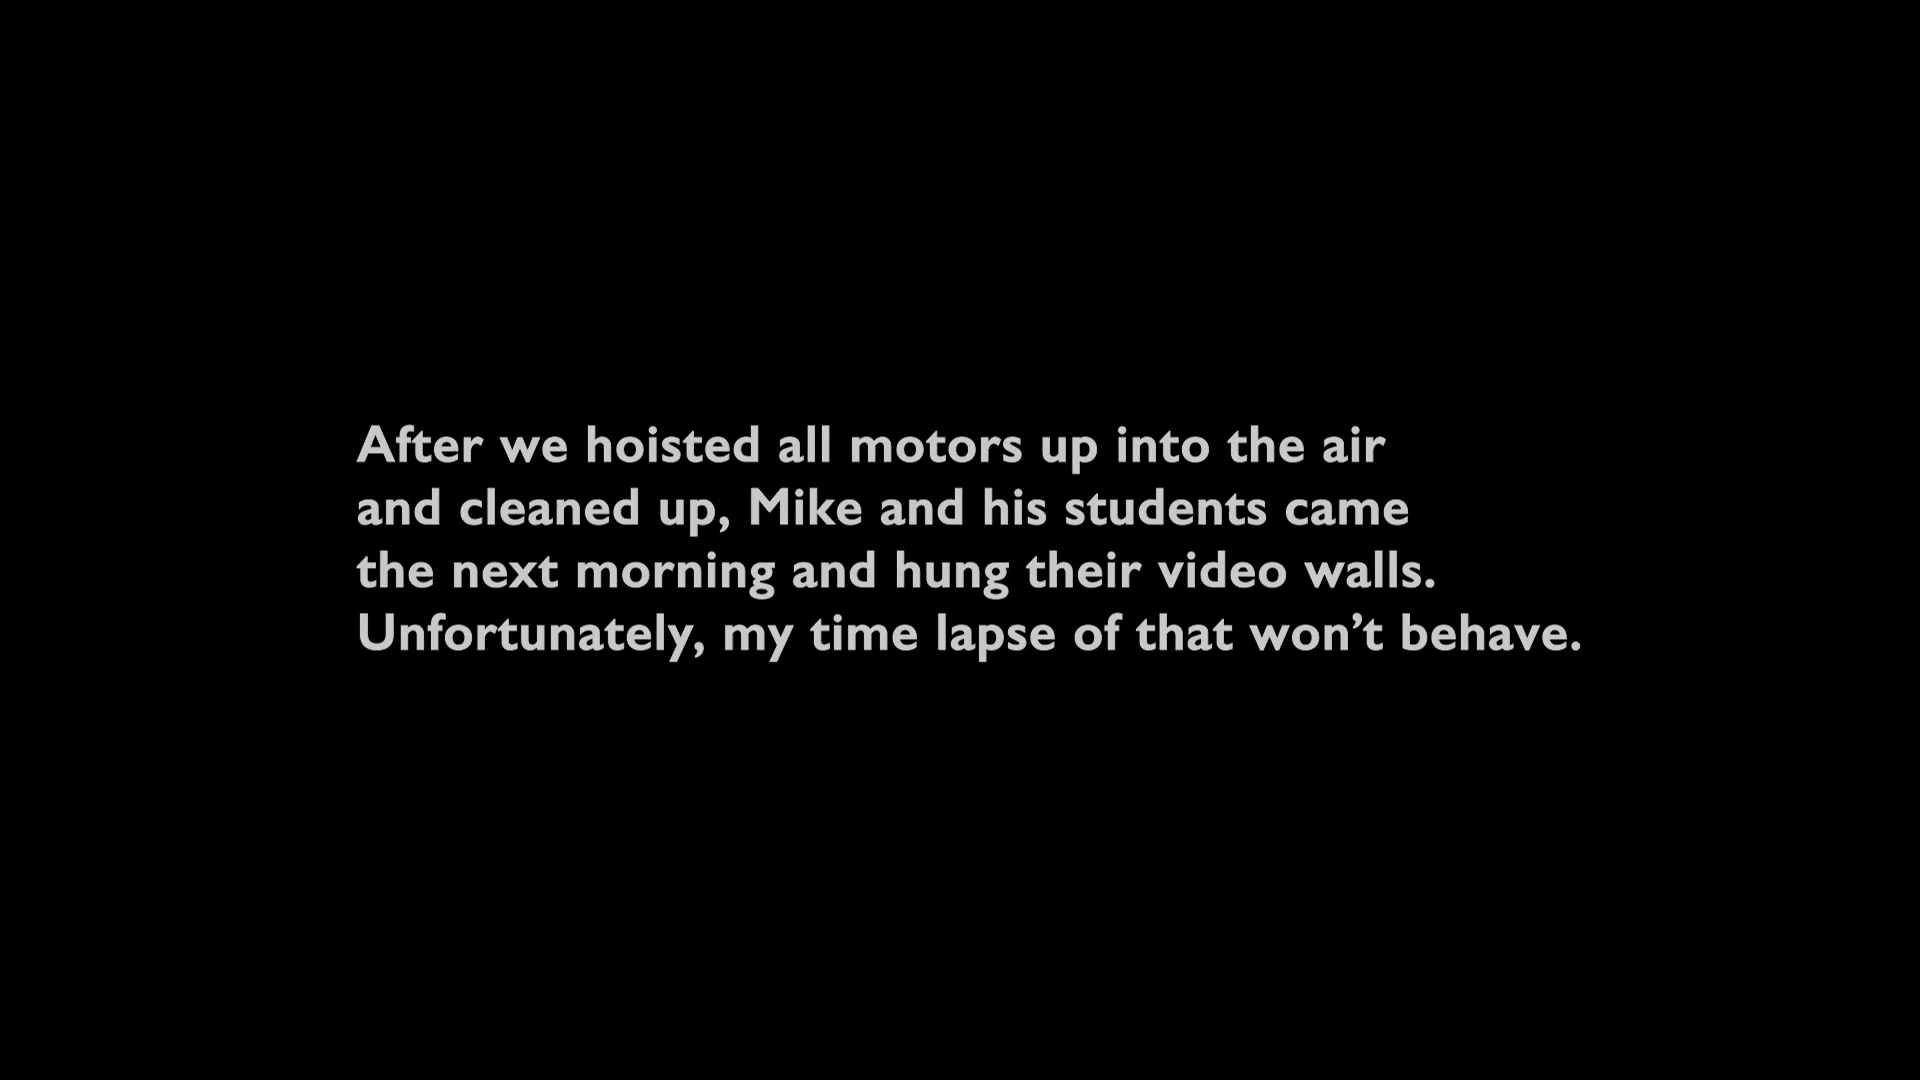 After we hoisted all motors up into the air
and cleaned up, Mike and his students came
the next morning and hung their video walls.
Unfortunately, my time lapse of that won’t behave.